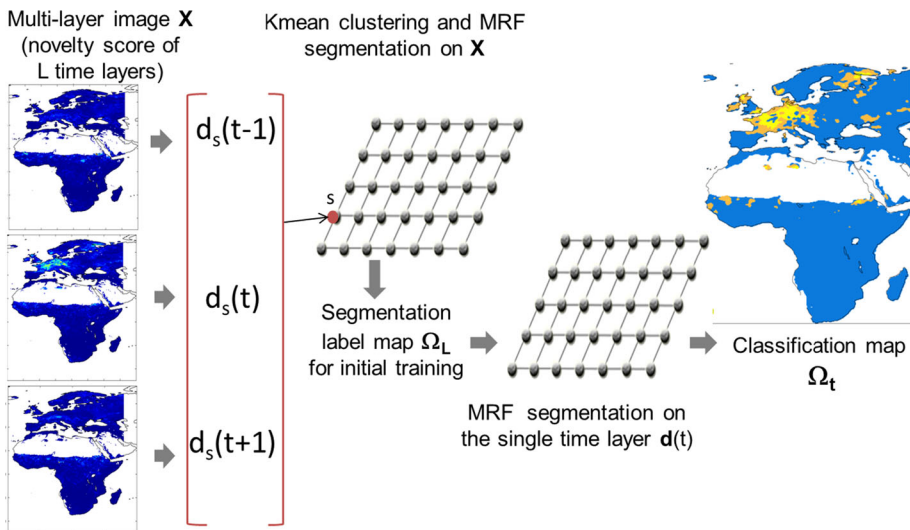 Multi-layer image X
(novelty score of
L time layers)
Kmean clustering and MRF
segmentation on X
dₛ(t-1)
dₛ(t)
dₛ(t+1)
s
Segmentation
label map Ω_L
for initial training
MRF segmentation on
the single time layer d(t)
Classification map
Ωₜ